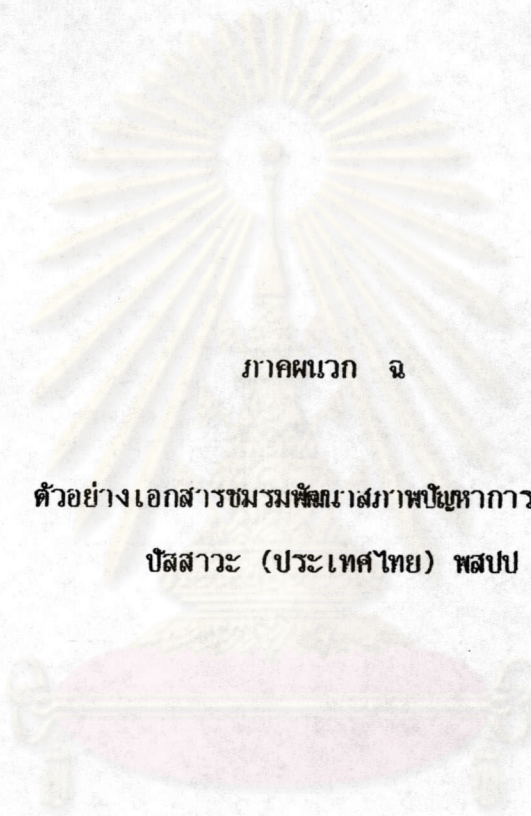 ภาคผนวก ฉ
ตัวอย่างเอกสารชมรมพัฒนาสภาพปัญหาการ
ปัสสาวะ (ประเทศไทย) พสปป